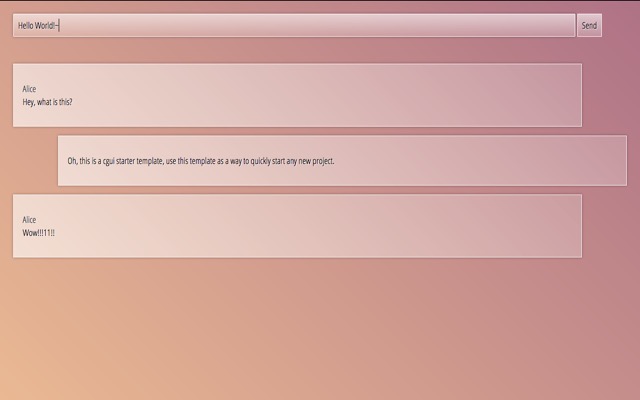 Hello World!~
Send
Alice
Hey, what is this?
Oh, this is a cgui starter template, use this template as a way to quickly start any new project.
Alice
Wow!!!11!!